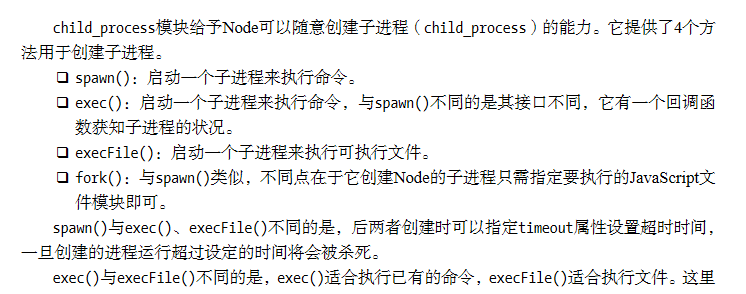 child_process模块给予Node可以随意创建子进程（child_process）的能力。它提供了4个方
法用于创建子进程。
❑ spawn()：启动一个子进程来执行命令。
❑ exec()：启动一个子进程来执行命令，与spawn()不同的是其接口不同，它有一个回调函
数获知子进程的状况。
❑ execFile()：启动一个子进程来执行可执行文件。
❑ fork()：与spawn()类似，不同点在于它创建Node的子进程只需指定要执行的JavaScript文
件模块即可。
spawn()与exec()、execFile()不同的是，后两者创建时可以指定timeout属性设置超时时间，
一旦创建的进程运行超过设定的时间将会被杀死。
exec()与execFile()不同的是，exec()适合执行已有的命令，execFile()适合执行文件。这里